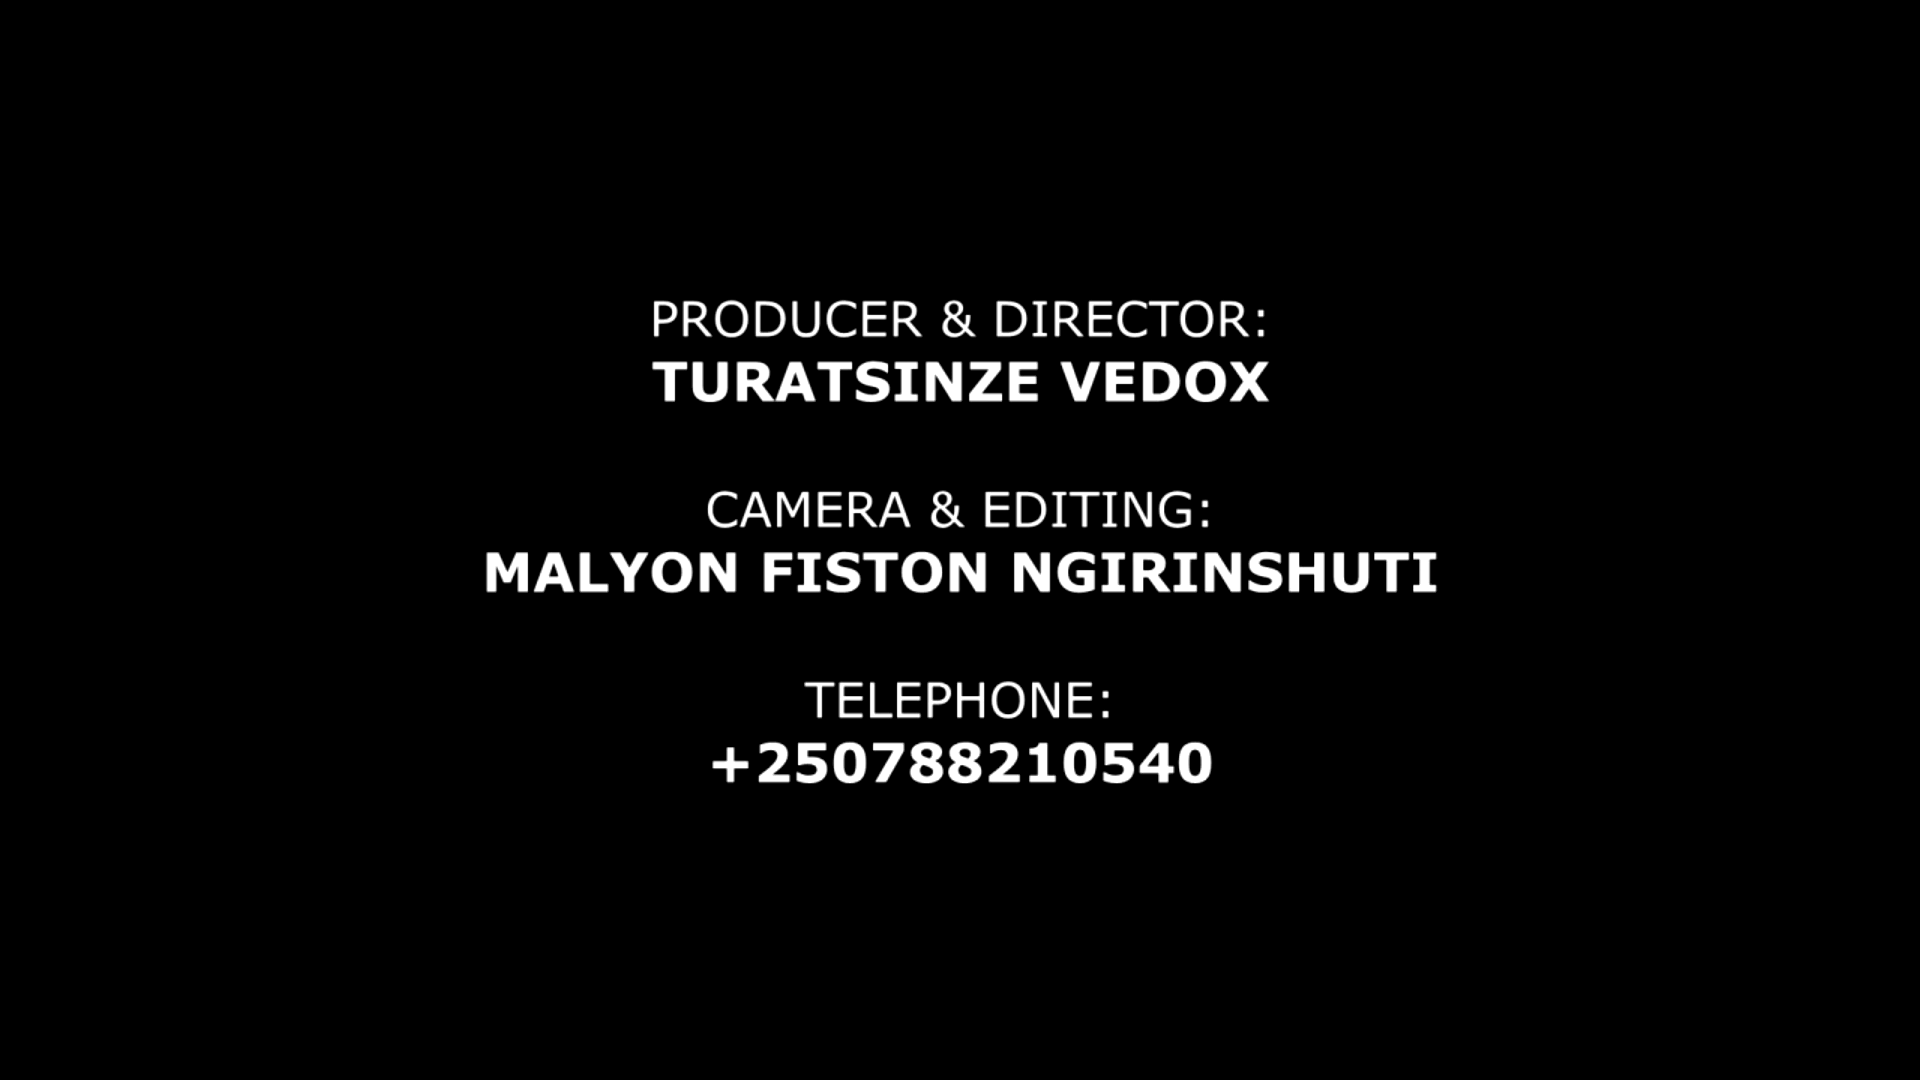 PRODUCER & DIRECTOR:
TURATSINZE VEDOX
CAMERA & EDITING:
MALYON FISTON NGIRINSHUTI
TELEPHONE:
+250788210540